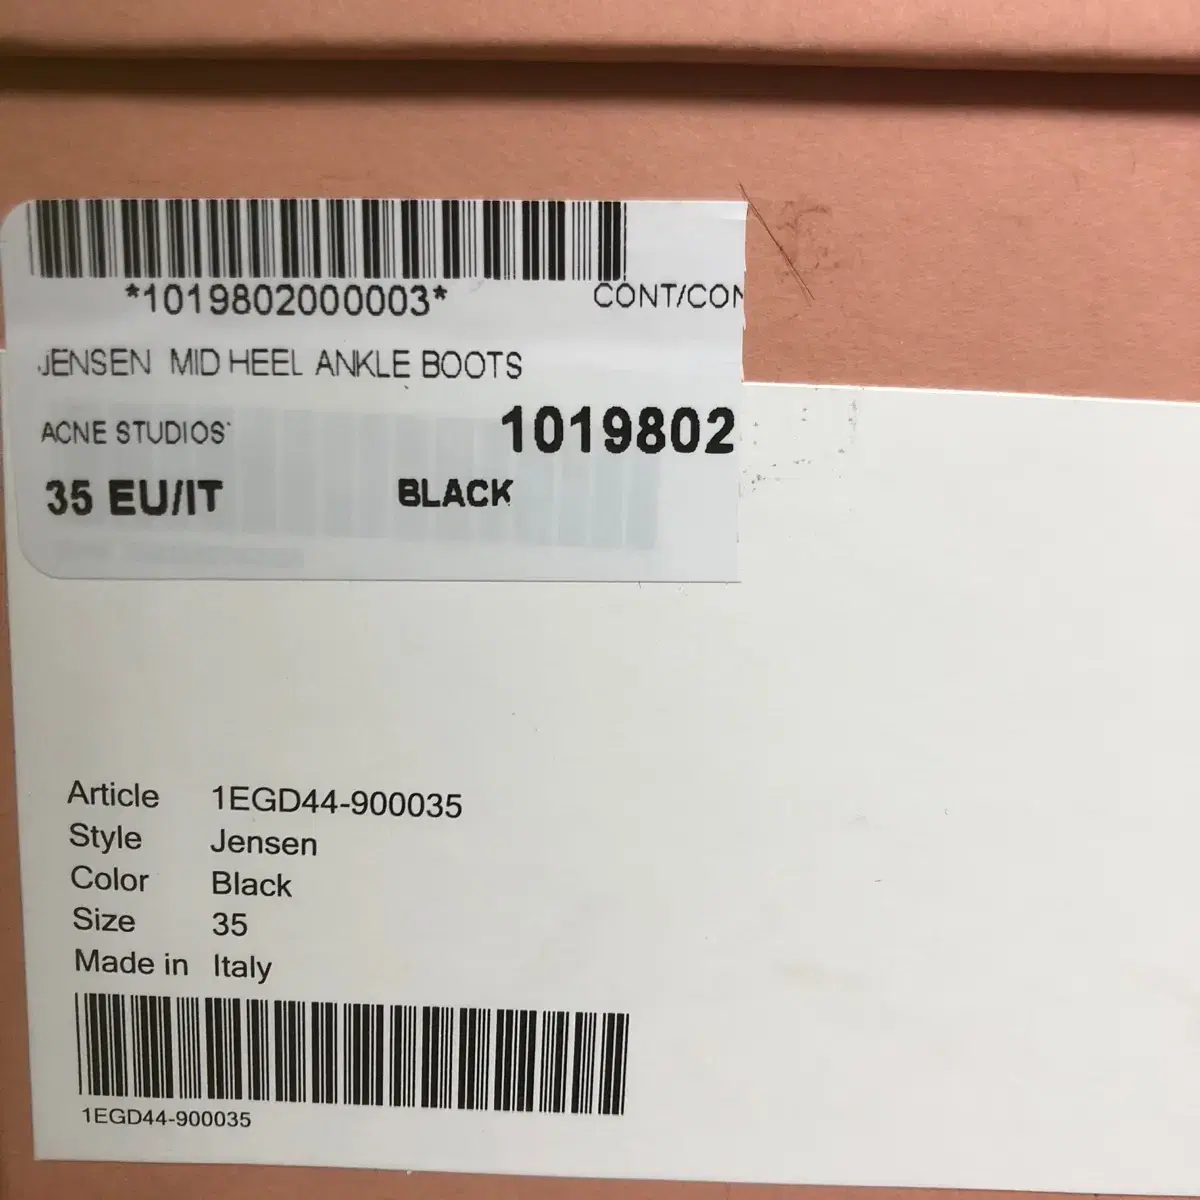 *1019802000003*
CONT/CON
JENSEN MID HEEL ANKLE BOOTS
ACNE STUDIOS
1019802
35 EU/IT
BLACK
Article 1EGD44-900035
Style Jensen
Color Black
Size 35
Made in Italy
1EGD44-900035